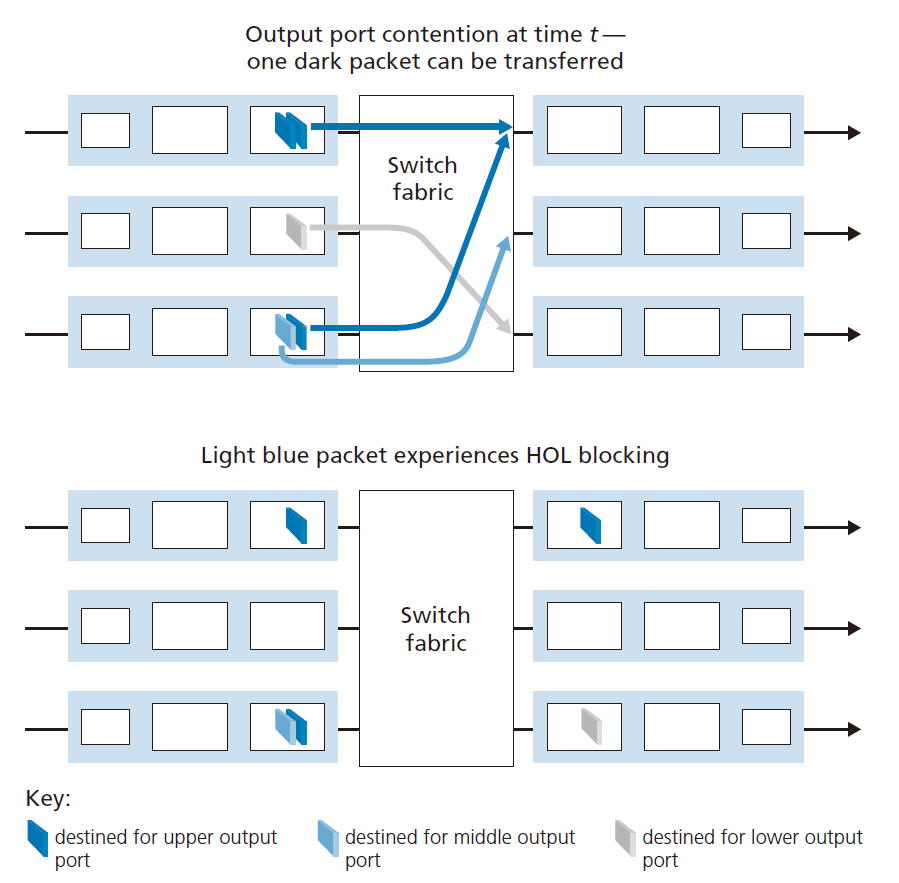 Output port contention at time t—
one dark packet can be transferred
Switch
fabric
Light blue packet experiences HOL blocking
Switch
fabric
Key:
destined for upper output
port
destined for middle output
port
destined for lower output
port